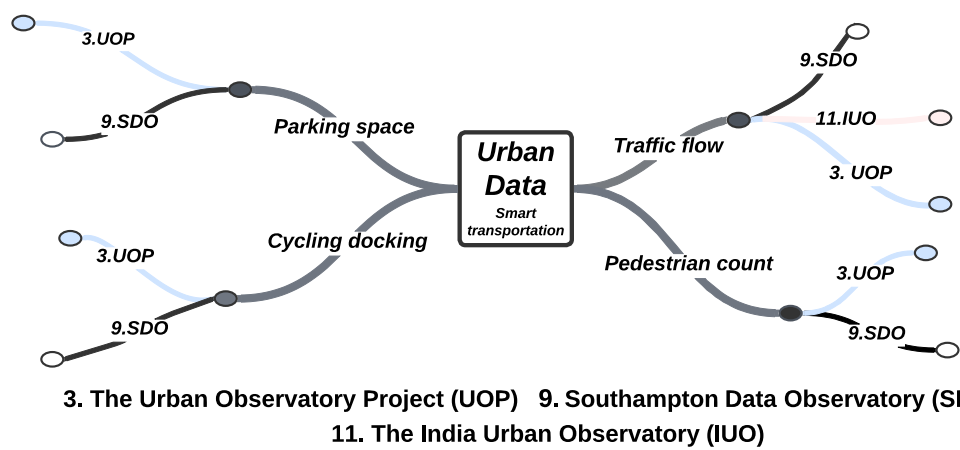 3.UOP
9.SDO
Parking space
3.UOP
Cycling docking
9.SDO
Urban
Data
Smart
transportation
9.SDO
11.IUO
Traffic flow
3. UOP
Pedestrian count
3.UOP
9.SDO
3. The Urban Observatory Project (UOP) 9. Southampton Data Observatory
11. The India Urban Observatory (IUO)